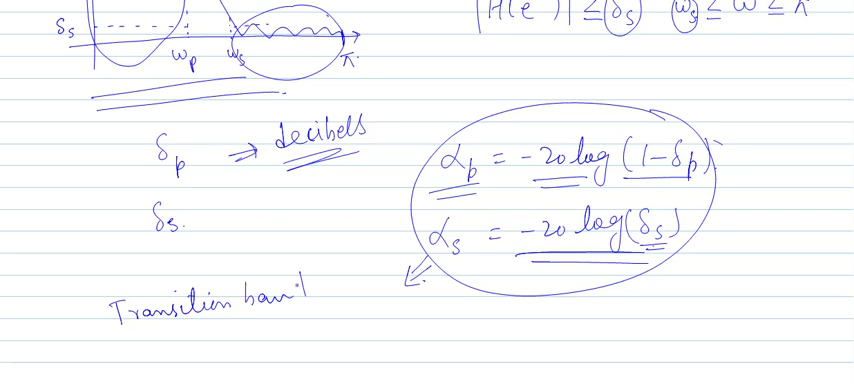 |H(e )| ≤ δs ωs ≤ ω ≤ π
δs
ωp ωs π
δp ⇒ decibels
αp = -20 log (1-δp)
δs.
αs = -20 log(δs)
Transition band